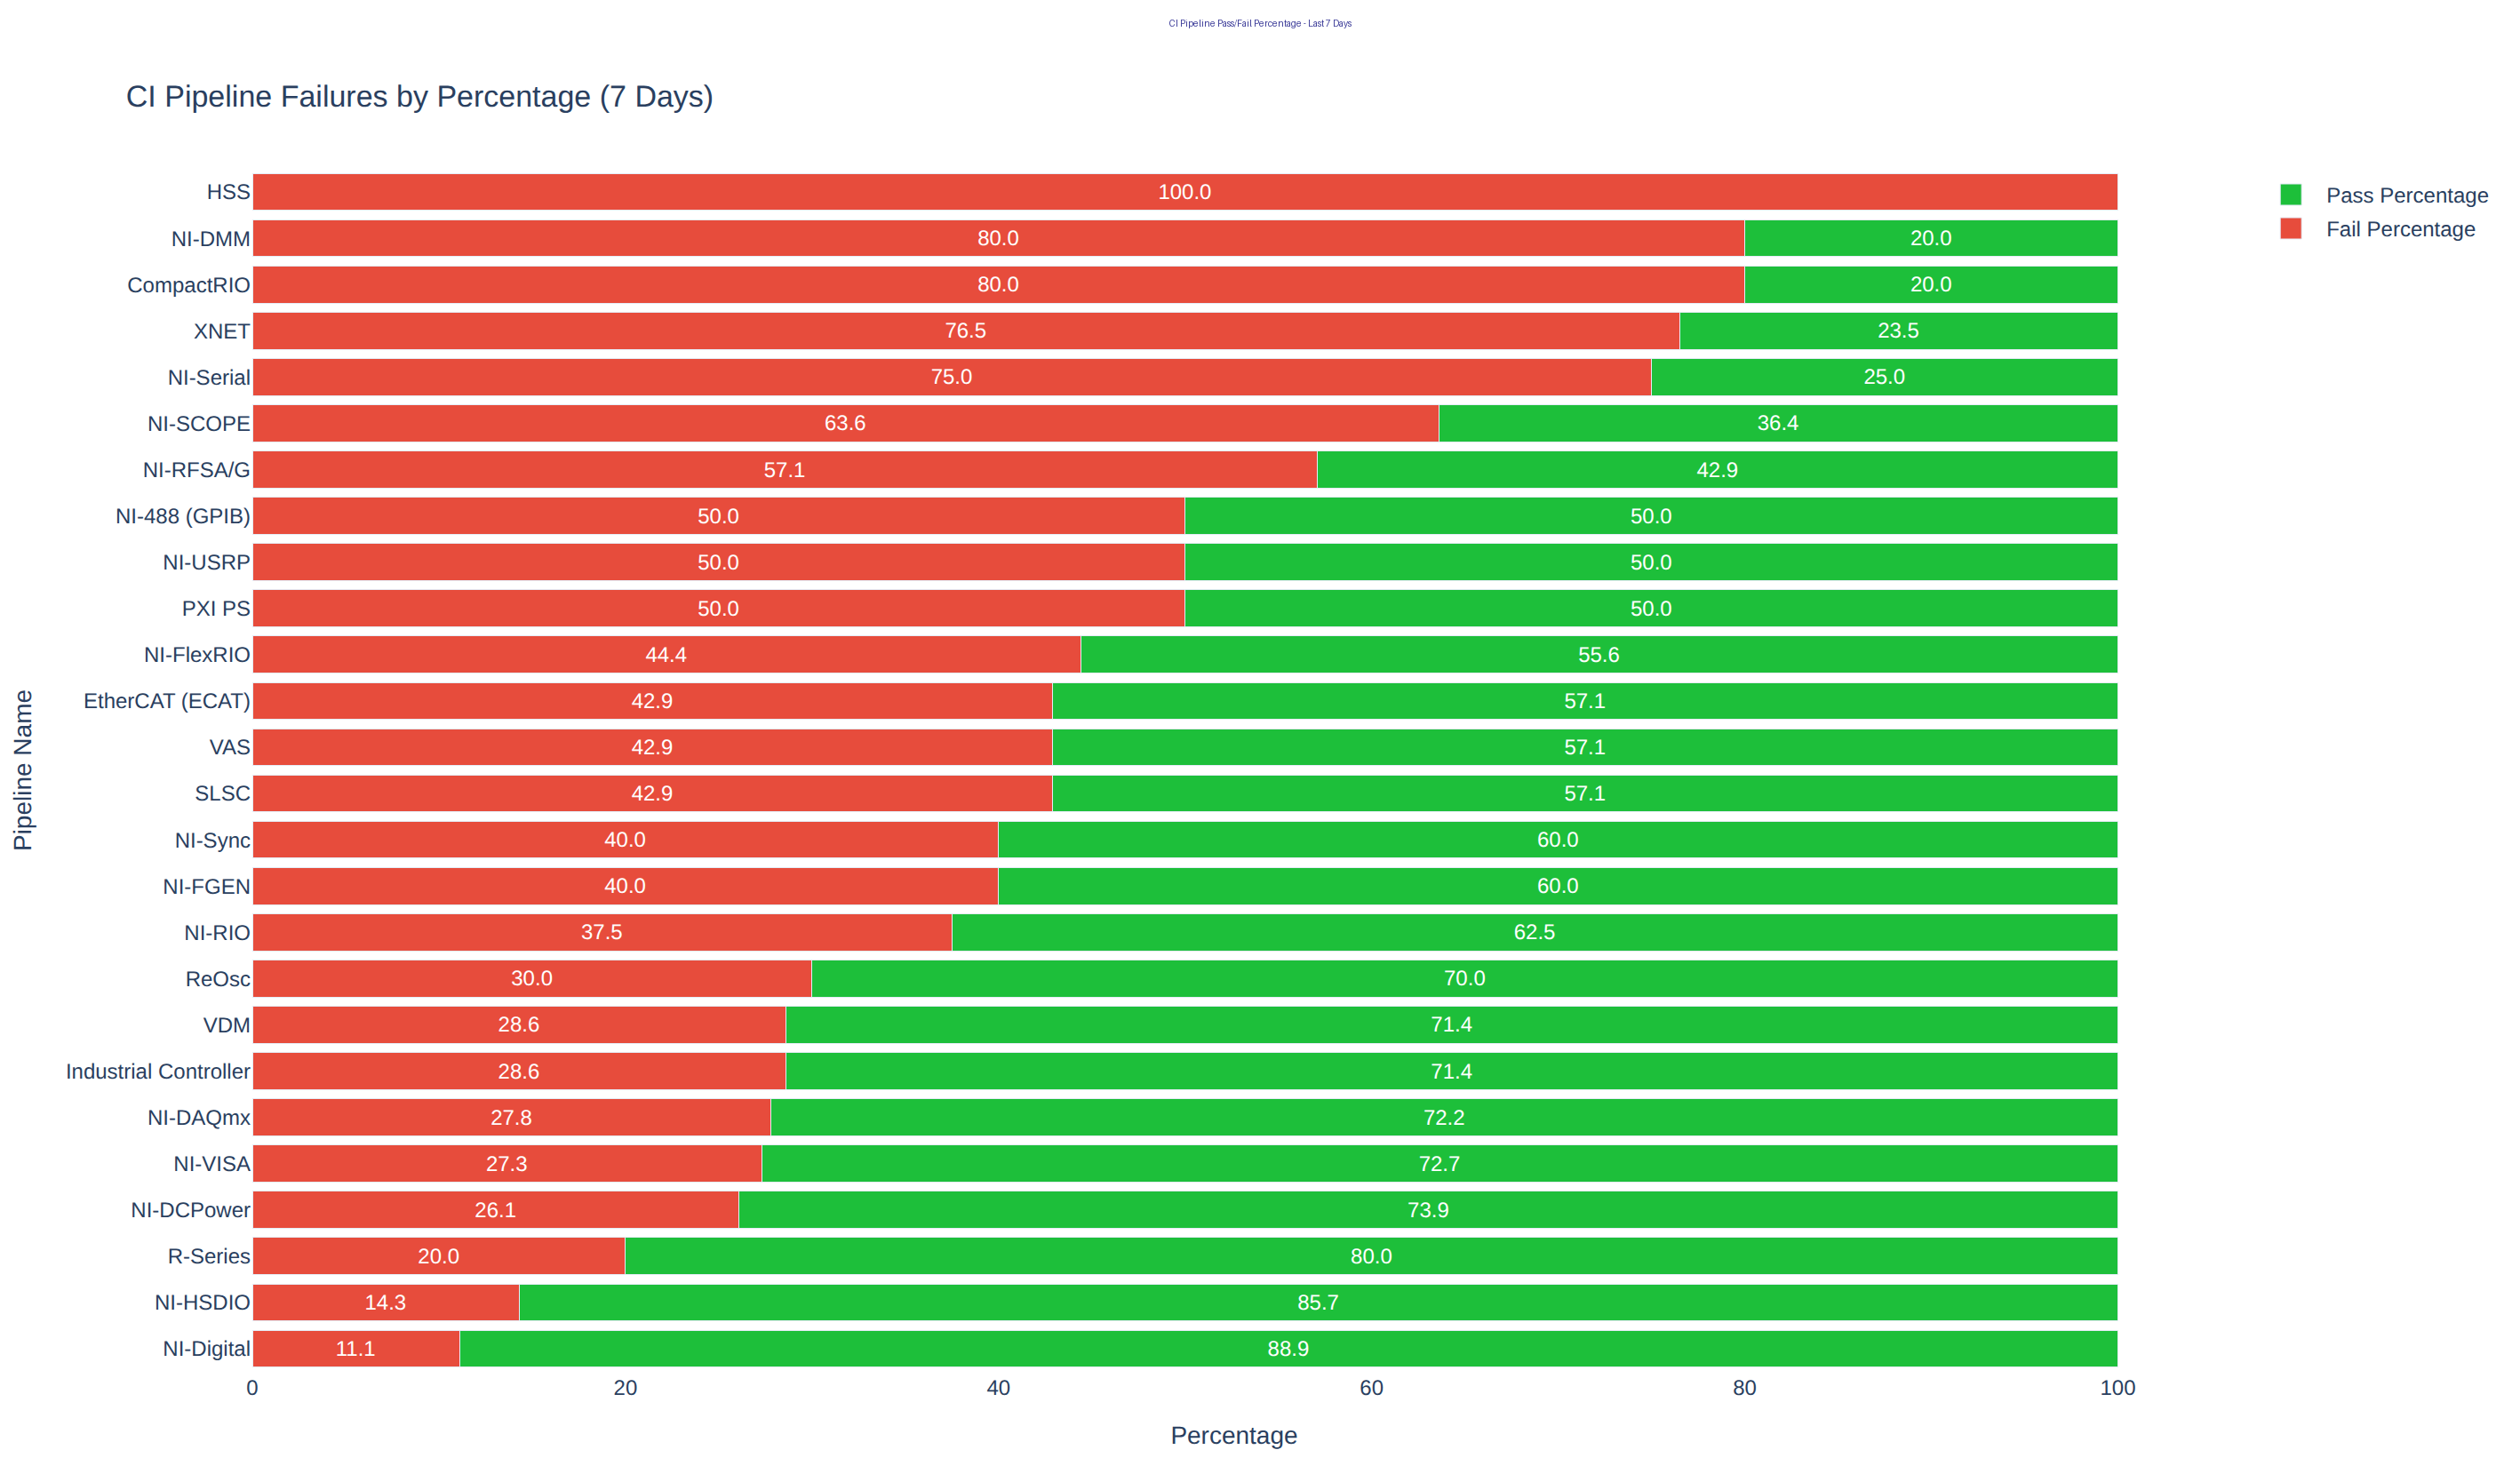 CI Pipeline Pass/Fail Percentage - Last 7 Days
CI Pipeline Failures by Percentage (7 Days)
HSS 100.0
NI-DMM 80.0 20.0
CompactRIO 80.0 20.0
XNET 76.5 23.5
NI-Serial 75.0 25.0
NI-SCOPE 63.6 36.4
NI-RFSA/G 57.1 42.9
NI-488 (GPIB) 50.0 50.0
NI-USRP 50.0 50.0
PXI PS 50.0 50.0
NI-FlexRIO 44.4 55.6
EtherCAT (ECAT) 42.9 57.1
VAS 42.9 57.1
SLSC 42.9 57.1
NI-Sync 40.0 60.0
NI-FGEN 40.0 60.0
NI-RIO 37.5 62.5
ReOsc 30.0 70.0
VDM 28.6 71.4
Industrial Controller 28.6 71.4
NI-DAQmx 27.8 72.2
NI-VISA 27.3 72.7
NI-DCPower 26.1 73.9
R-Series 20.0 80.0
NI-HSDIO 14.3 85.7
NI-Digital 11.1 88.9
0 20 40 60 80 100
Percentage
Pipeline Name
Pass Percentage
Fail Percentage